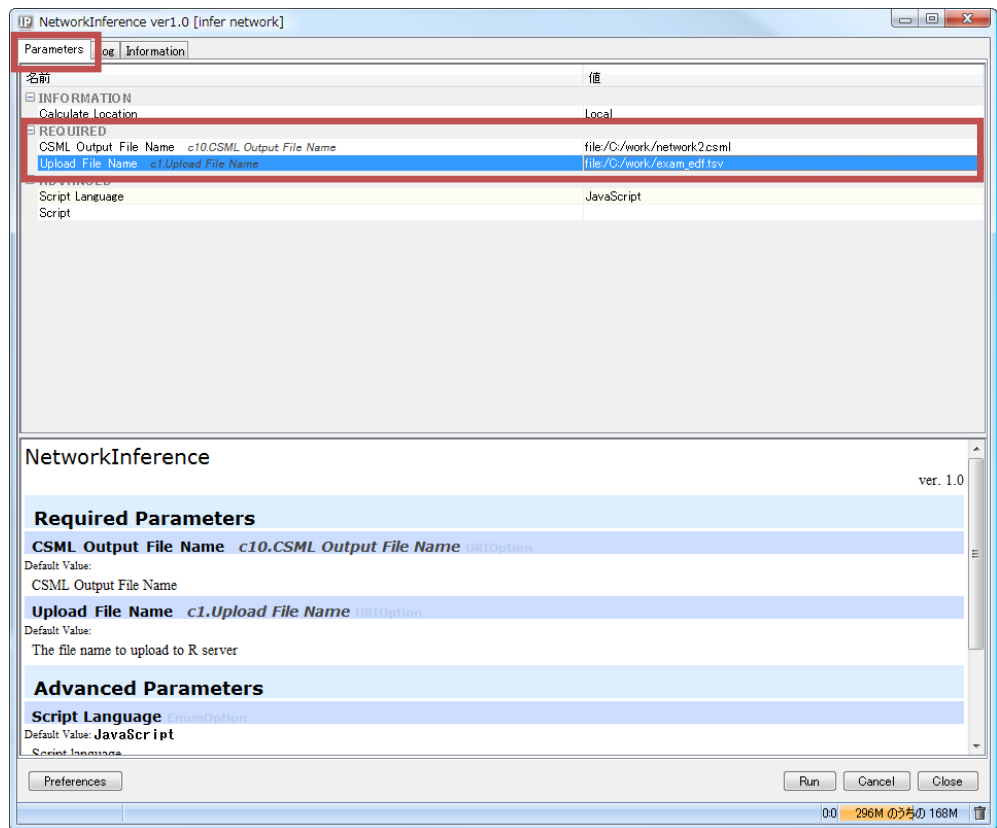 NetworkInference ver1.0 [infer network]
Parameters Log Information
名前 値
INFORMATION
Calculate Location Local
REQUIRED
CSML Output File Name c10.CSML Output File Name file:/C:/work/network2.csml
Upload File Name c1.Upload File Name file:/C:/work/exam_edf.tsv
ADVANCED
Script Language JavaScript
Script
NetworkInference
ver. 1.0
Required Parameters
CSML Output File Name c10.CSML Output File Name URIOption
Default Value:
CSML Output File Name
Upload File Name c1.Upload File Name URIOption
Default Value:
The file name to upload to R server
Advanced Parameters
Script Language EnumOption
Default Value: JavaScript
Script language
Preferences Run Cancel Close
0:0 296M のうちの 168M